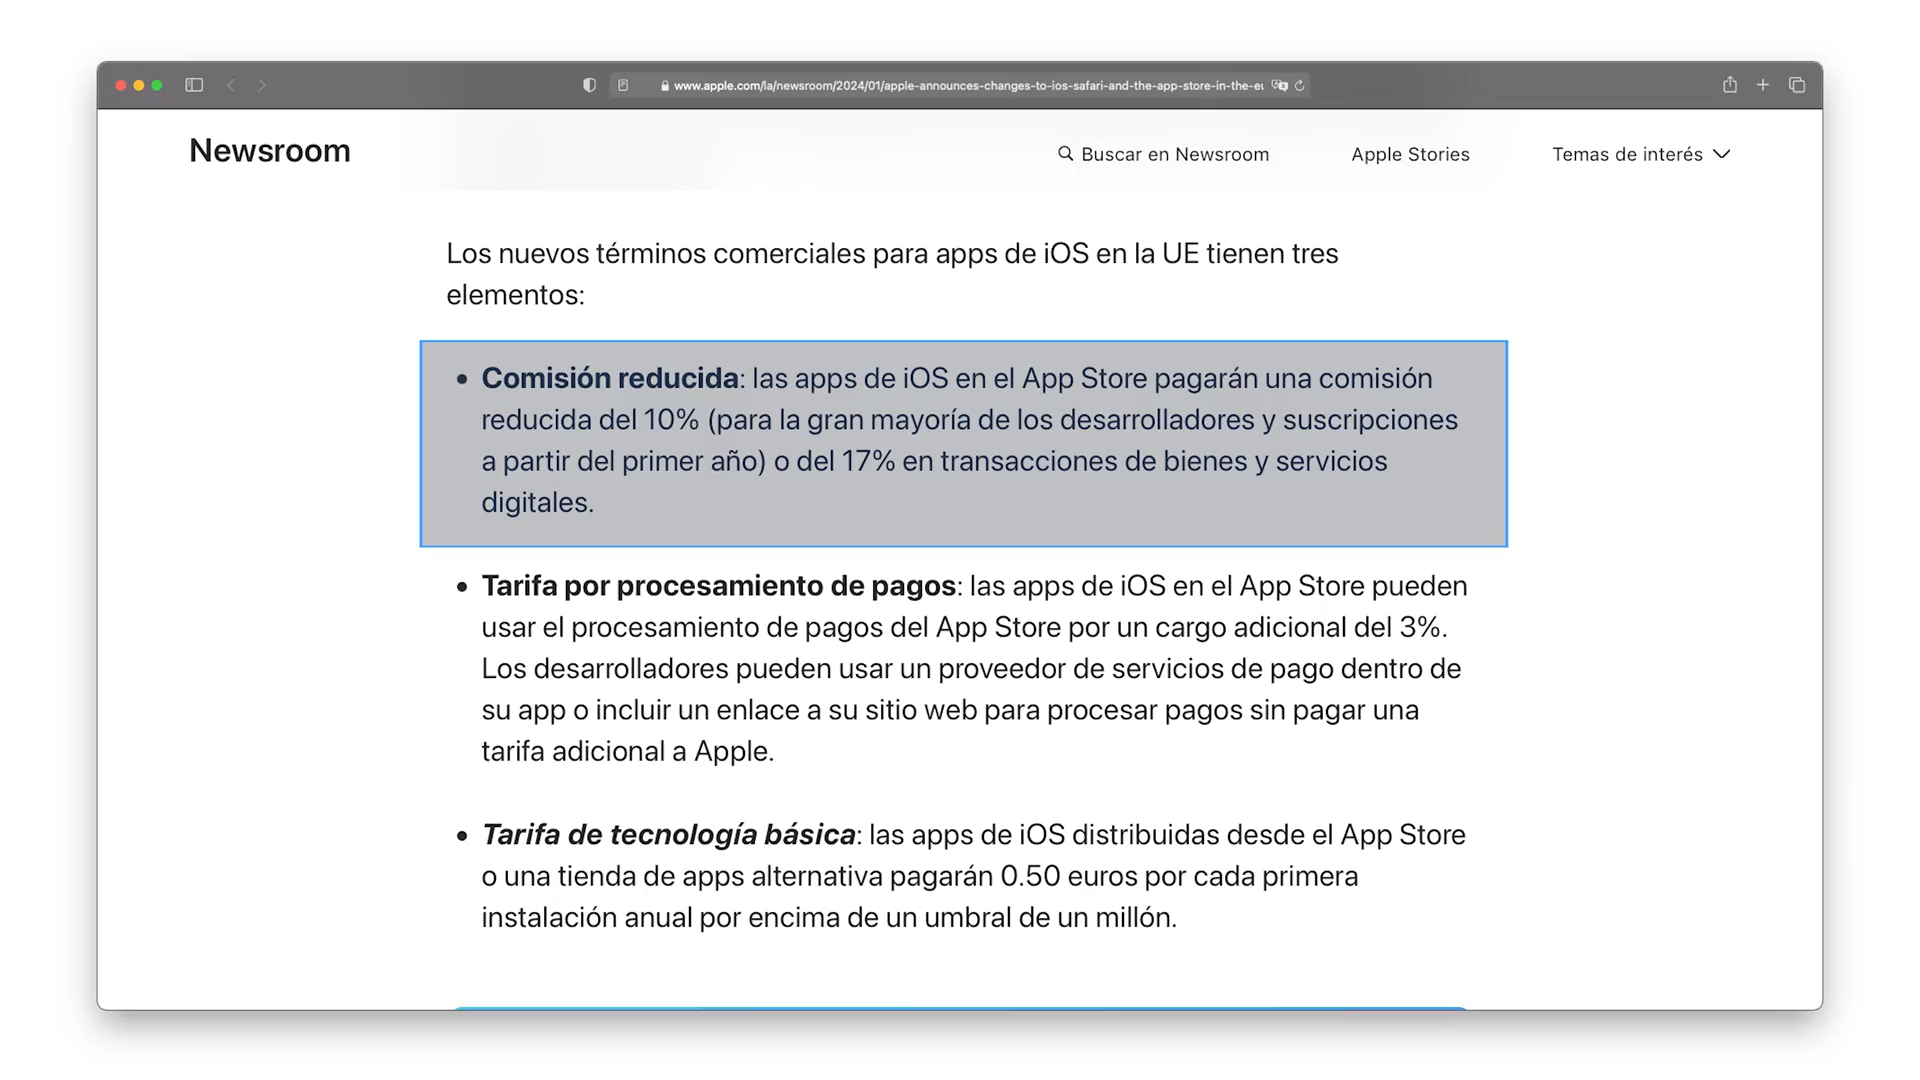 www.apple.com/la/newsroom/2024/01/apple-announces-changes-to-ios-safari-and-the-app-store-in-the-eu
Newsroom
Buscar en Newsroom
Apple Stories
Temas de interés
Los nuevos términos comerciales para apps de iOS en la UE tienen tres
elementos:
• Comisión reducida: las apps de iOS en el App Store pagarán una comisión
reducida del 10% (para la gran mayoría de los desarrolladores y suscripciones
a partir del primer año) o del 17% en transacciones de bienes y servicios
digitales.
• Tarifa por procesamiento de pagos: las apps de iOS en el App Store pueden
usar el procesamiento de pagos del App Store por un cargo adicional del 3%.
Los desarrolladores pueden usar un proveedor de servicios de pago dentro de
su app o incluir un enlace a su sitio web para procesar pagos sin pagar una
tarifa adicional a Apple.
• Tarifa de tecnología básica: las apps de iOS distribuidas desde el App Store
o una tienda de apps alternativa pagarán 0.50 euros por cada primera
instalación anual por encima de un umbral de un millón.